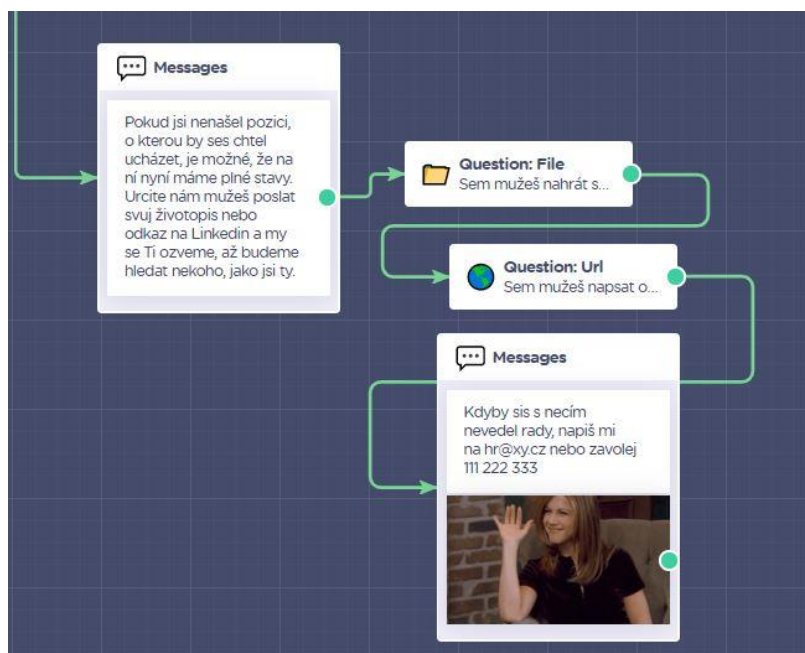 Messages
Pokud jsi nenašel pozici,
o kterou by ses chtel
ucházet, je možné, že na
ní nyní máme plné stavy.
Urcite nám mužeš poslat
svuj životopis nebo
odkaz na Linkedin a my
se Ti ozveme, až budeme
hledat nekoho, jako jsi ty.
Question: File
Sem mužeš nahrát s...
Question: Url
Sem mužeš napsat o...
Messages
Kdyby sis s necím
nevedel rady, napiš mi
na hr@xy.cz nebo zavolej
111 222 333